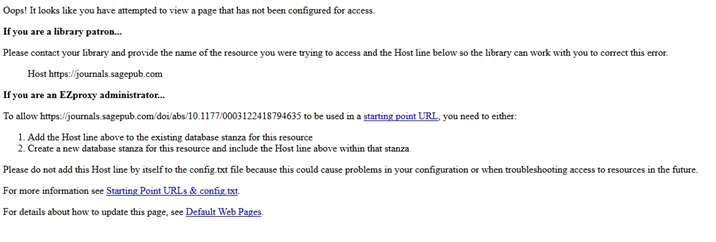 Oops! It looks like you have attempted to view a page that has not been configured for access.
If you are a library patron...
Please contact your library and provide the name of the resource you were trying to access and the Host line below so the library can work with you to correct this error.
Host https://journals.sagepub.com
If you are an EZproxy administrator...
To allow https://journals.sagepub.com/doi/abs/10.1177/0003122418794635 to be used in a starting point URL, you need to either:
1. Add the Host line above to the existing database stanza for this resource
2. Create a new database stanza for this resource and include the Host line above within that stanza
Please do not add this Host line by itself to the config.txt file because this could cause problems in your configuration or when troubleshooting access to resources in the future.
For more information see Starting Point URLs & config.txt.
For details about how to update this page, see Default Web Pages.